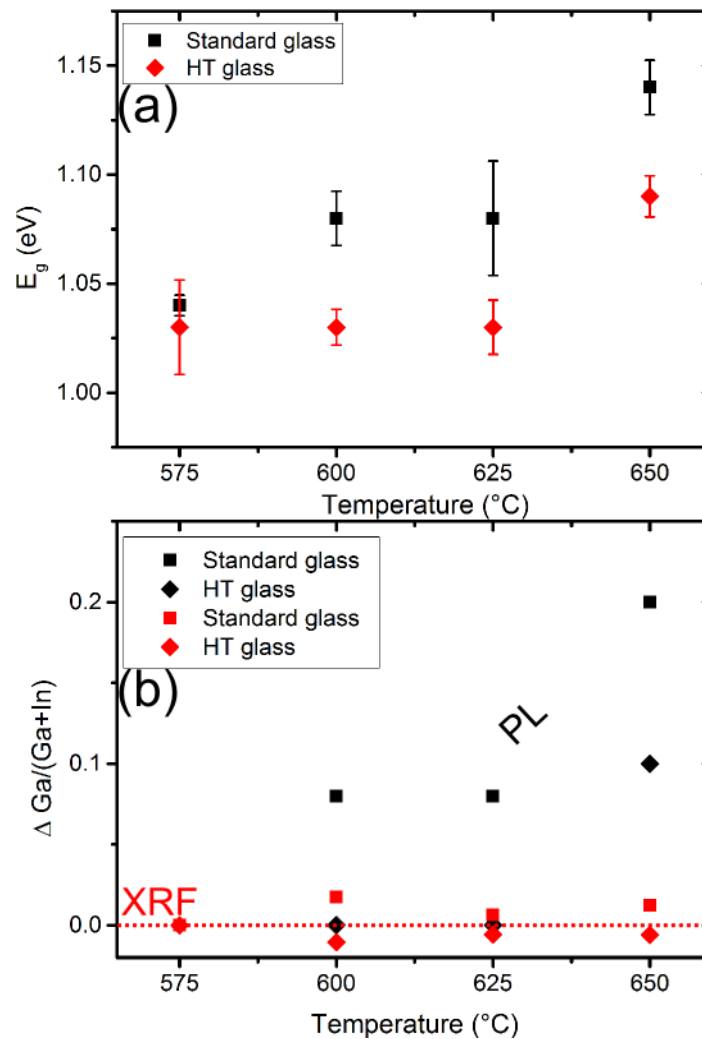 Standard glass
HT glass
(a)
1.15
1.10
1.05
1.00
E_g (eV)
575 600 625 650
Temperature (°C)
Standard glass
HT glass
Standard glass
HT glass
(b)
0.2
0.1
0.0
Δ Ga/(Ga+In)
PL
XRF
575 600 625 650
Temperature (°C)